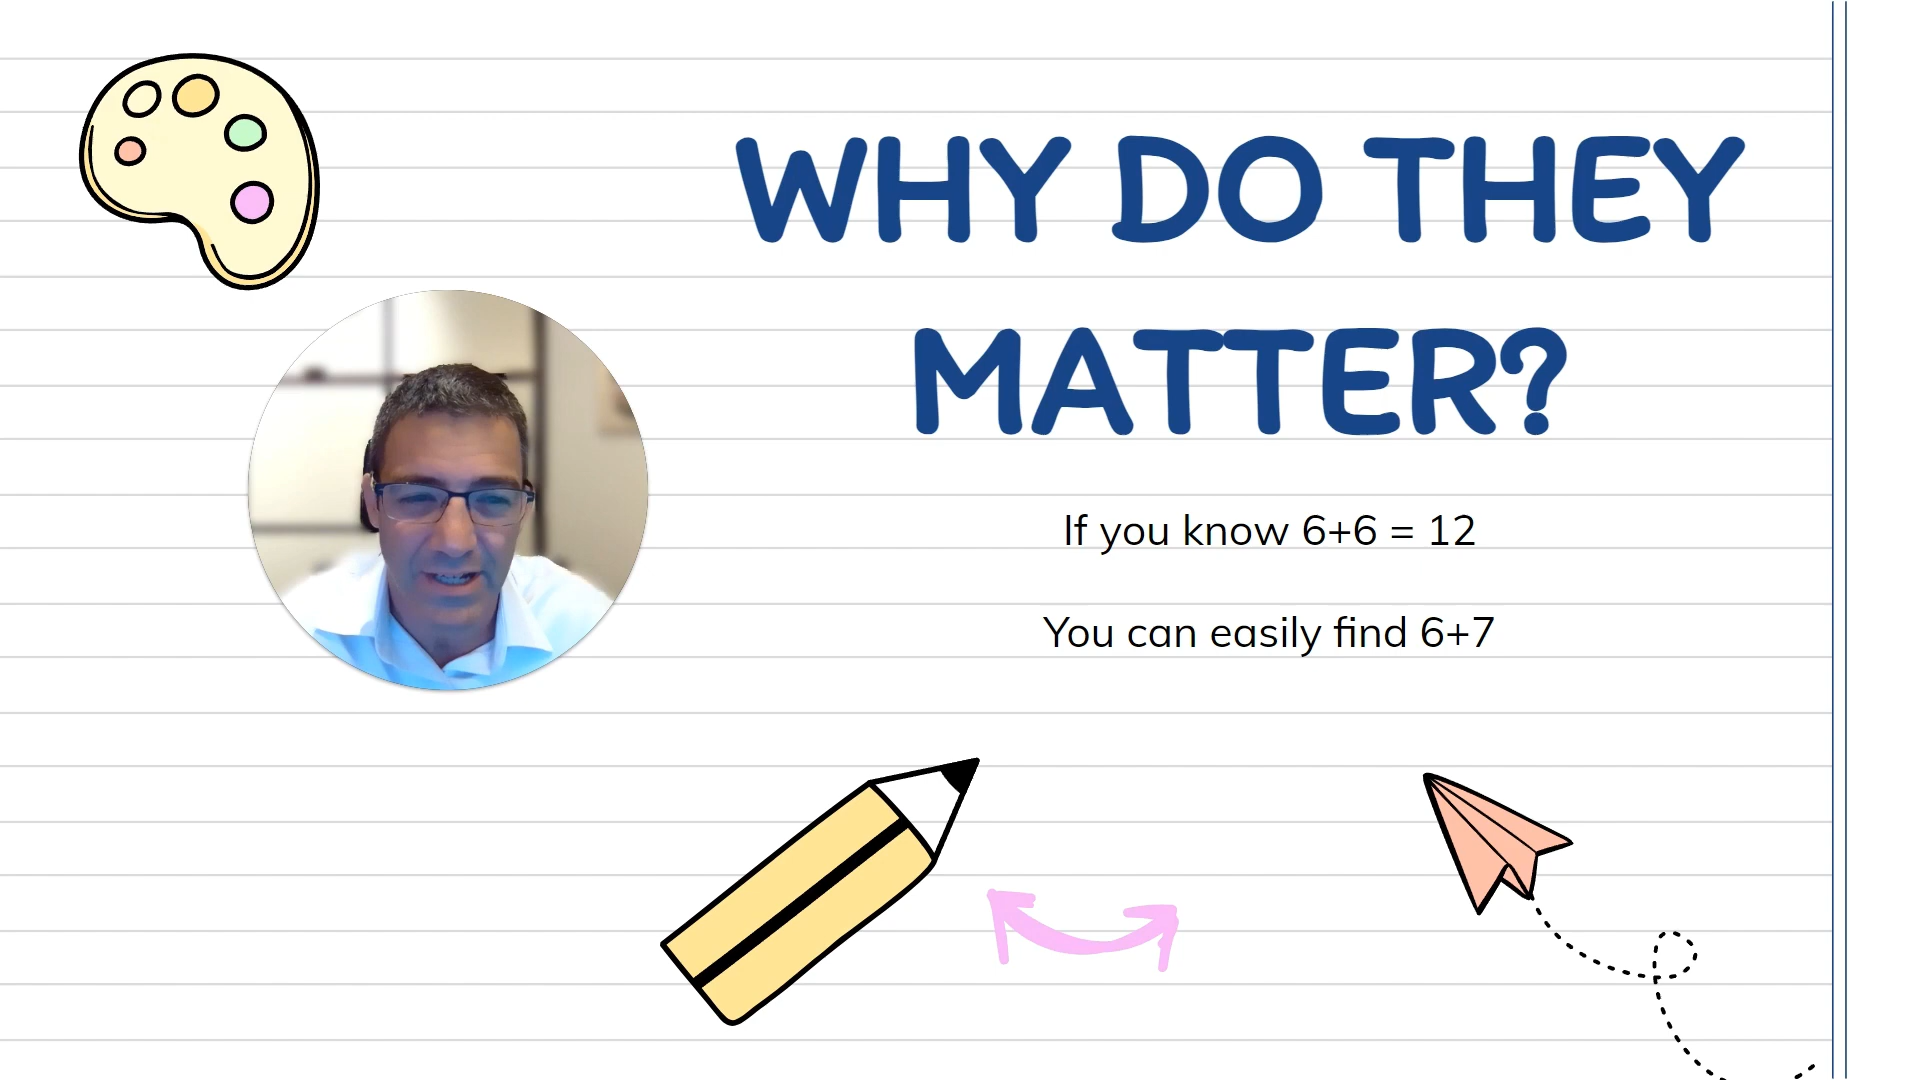 WHY DO THEY
MATTER?
If you know 6+6 = 12
You can easily find 6+7